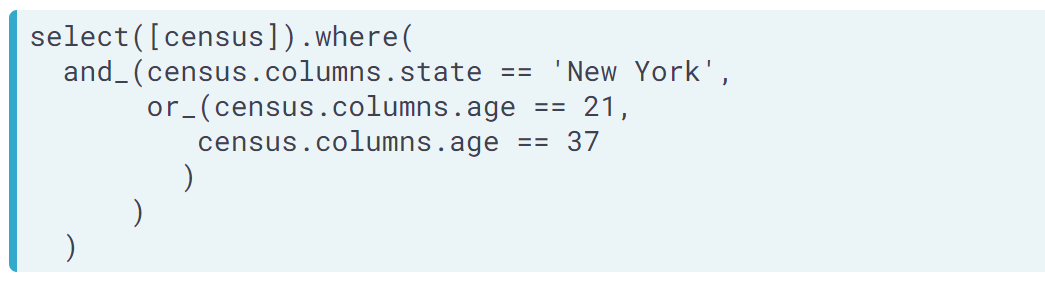 select([census]).where(
  and_(census.columns.state == 'New York',
       or_(census.columns.age == 21,
          census.columns.age == 37
         )
      )
  )